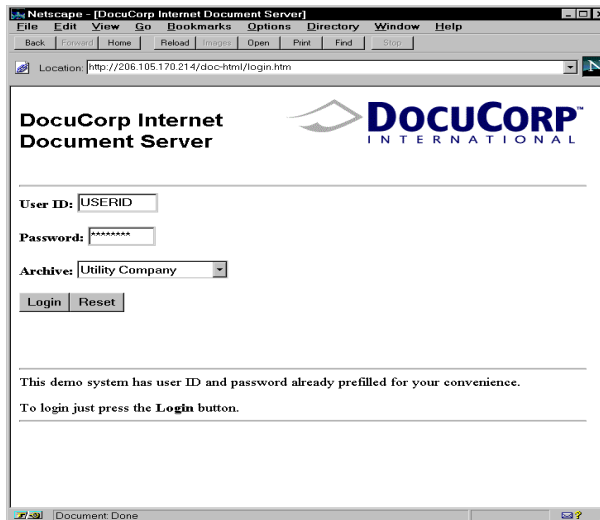 Netscape - [DocuCorp Internet Document Server]
File Edit View Go Bookmarks Options Directory Window Help
Back Forward Home Reload Images Open Print Find Stop
Location: http://206.105.170.214/doc-html/login.htm
N
DocuCorp Internet
Document Server
DOCUCORP™
INTERNATIONAL
User ID: USERID
Password: ********
Archive: Utility Company
Login Reset
This demo system has user ID and password already prefilled for your convenience.
To login just press the Login button.
Document: Done